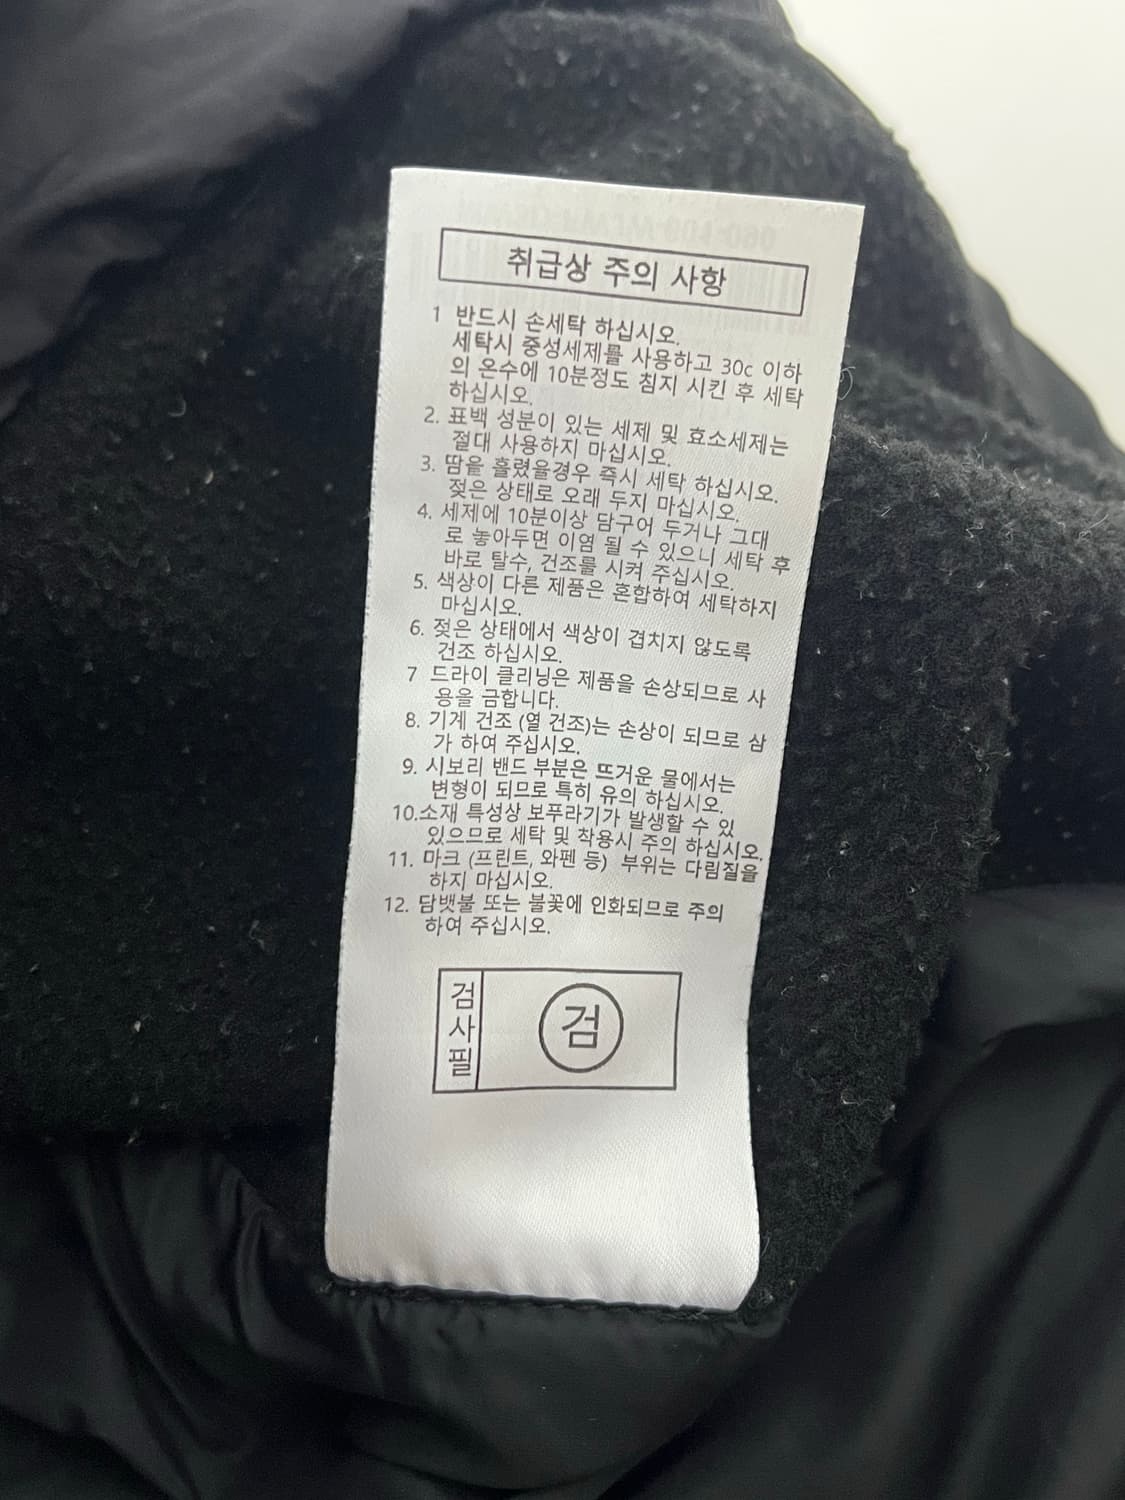 취급상 주의 사항
1 반드시 손세탁 하십시오.
세탁시 중성세제를 사용하고 30c 이하
의 온수에 10분정도 침지 시킨 후 세탁
하십시오.
2. 표백 성분이 있는 세제 및 효소세제는
절대 사용하지 마십시오.
3. 땀을 흘렸을경우 즉시 세탁 하십시오.
젖은 상태로 오래 두지 마십시오.
4. 세제에 10분이상 담구어 두거나 그대
로 놓아두면 이염 될 수 있으니 세탁 후
바로 탈수, 건조를 시켜 주십시오.
5. 색상이 다른 제품은 혼합하여 세탁하지
마십시오.
6. 젖은 상태에서 색상이 겹치지 않도록
건조 하십시오.
7 드라이 클리닝은 제품을 손상되므로 사
용을 금합니다.
8. 기계 건조 (열 건조)는 손상이 되므로 삼
가 하여 주십시오.
9. 시보리 밴드 부분은 뜨거운 물에서는
변형이 되므로 특히 유의 하십시오.
10.소재 특성상 보푸라기가 발생할 수 있
있으므로 세탁 및 착용시 주의 하십시오.
11. 마크 (프린트, 와펜 등) 부위는 다림질을
하지 마십시오.
12. 담뱃불 또는 불꽃에 인화되므로 주의
하여 주십시오.
검사필
검